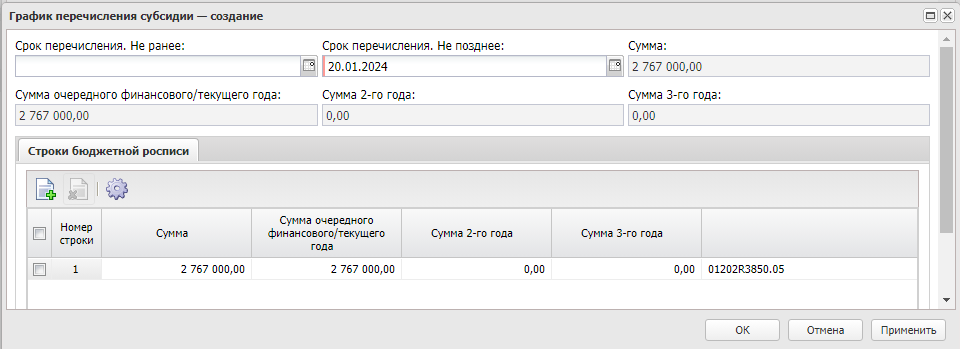 График перечисления субсидии — создание
Срок перечисления. Не ранее: Срок перечисления. Не позднее: Сумма:
20.01.2024 2 767 000,00
Сумма очередного финансового/текущего года: Сумма 2-го года: Сумма 3-го года:
2 767 000,00 0,00 0,00
Строки бюджетной росписи
Номер строки Сумма Сумма очередного финансового/текущего года Сумма 2-го года Сумма 3-го года
1 2 767 000,00 2 767 000,00 0,00 0,00 01202R3850.05
ОК Отмена Применить